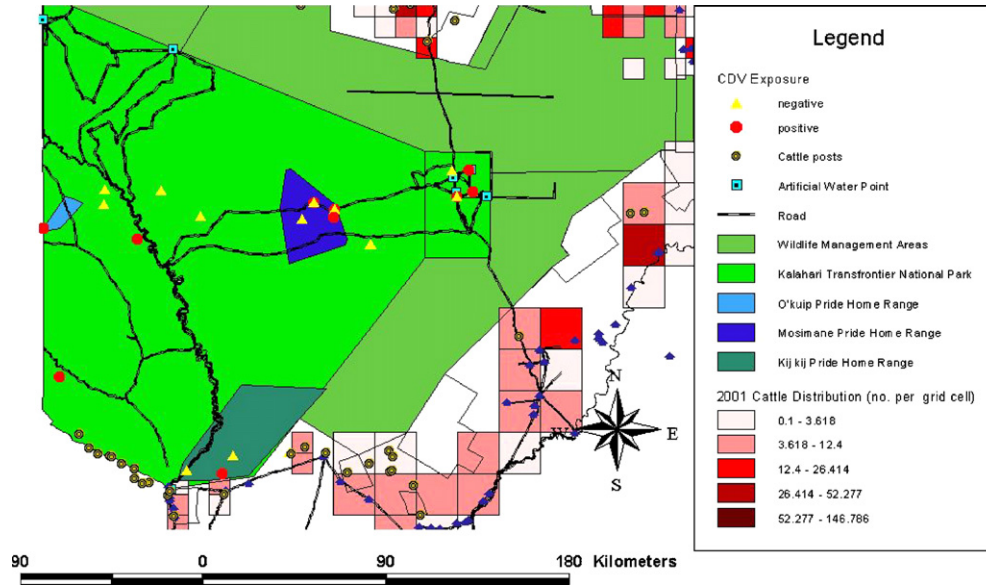 Legend
CDV Exposure
negative
positive
Cattle posts
Artificial Water Point
Road
Wildlife Management Areas
Kalahari Transfrontier National Park
O'kuip Pride Home Range
Mosimane Pride Home Range
Kij kij Pride Home Range
2001 Cattle Distribution (no. per grid cell)
0.1 - 3.618
3.618 - 12.4
12.4 - 26.414
26.414 - 52.277
52.277 - 146.786
N
W E
S
90 0 90 180 Kilometers